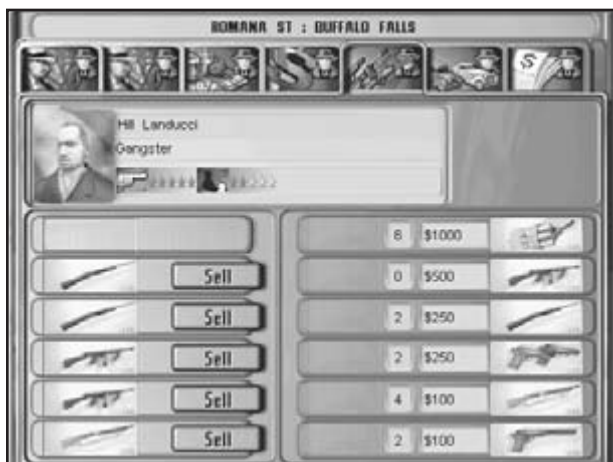 ROMANA ST : BUFFALO FALLS
$
Hill Landucci
Gangster
8 $1000
Sell 0 $500
Sell 2 $250
Sell 2 $250
Sell 4 $100
Sell 2 $100